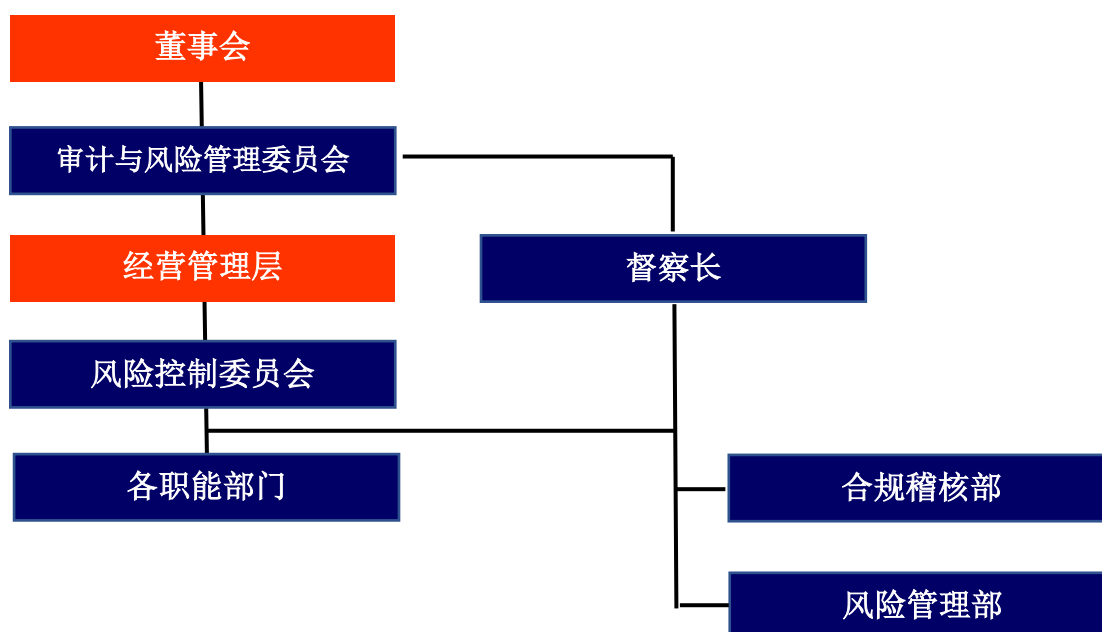 董事会
审计与风险管理委员会
经营管理层
督察长
风险控制委员会
各职能部门
合规稽核部
风险管理部